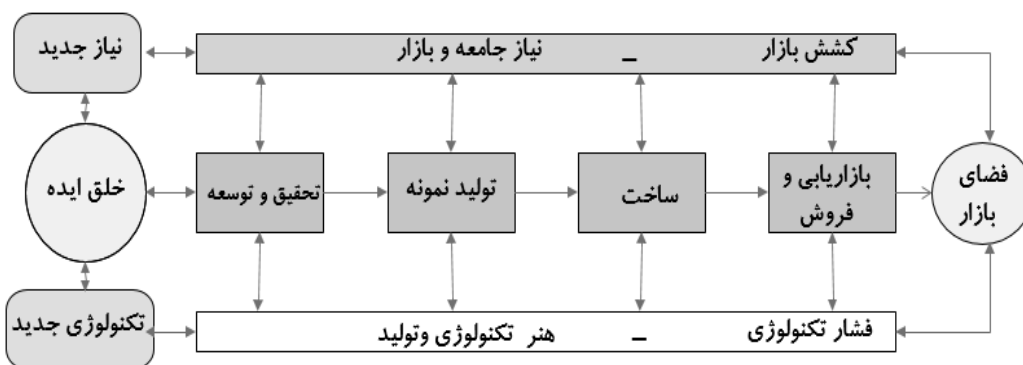 نیاز جدید
کشش بازار – نیاز جامعه و بازار
خلق ایده
تحقیق و توسعه
تولید نمونه
ساخت
بازاریابی و
فروش
فضای
بازار
تکنولوژی جدید
فشار تکنولوژی – هنر تکنولوژی وتولید